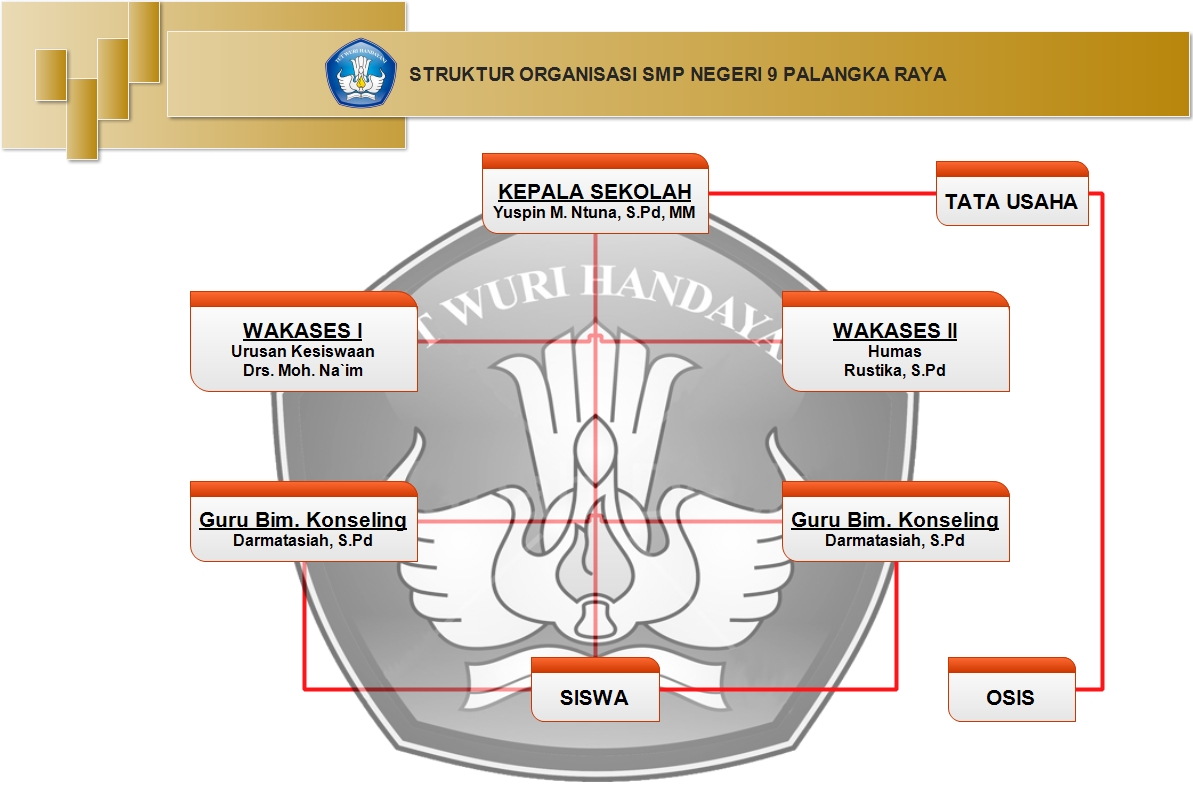 TUT WURI HANDAYANI
STRUKTUR ORGANISASI SMP NEGERI 9 PALANGKA RAYA
KEPALA SEKOLAH
Yuspin M. Ntuna, S.Pd, MM
TATA USAHA
T WURI HANDAYA
WAKASES I
Urusan Kesiswaan
Drs. Moh. Na`im
WAKASES II
Humas
Rustika, S.Pd
Guru Bim. Konseling
Darmatasiah, S.Pd
Guru Bim. Konseling
Darmatasiah, S.Pd
SISWA
OSIS